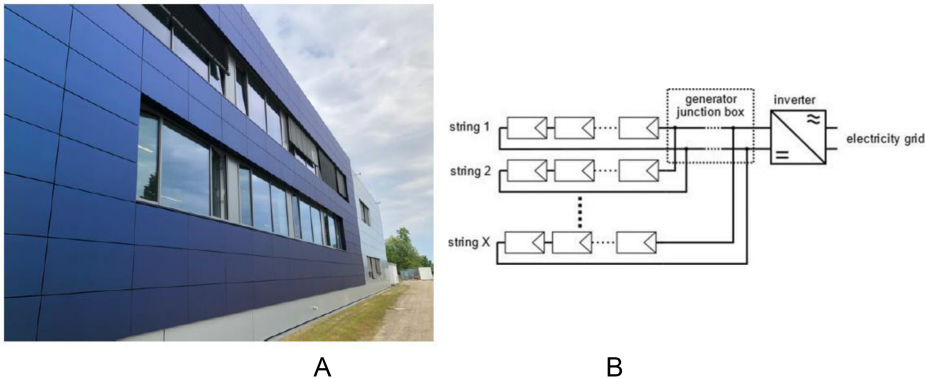 generator
junction box
inverter
string 1
electricity grid
string 2
string X
A
B